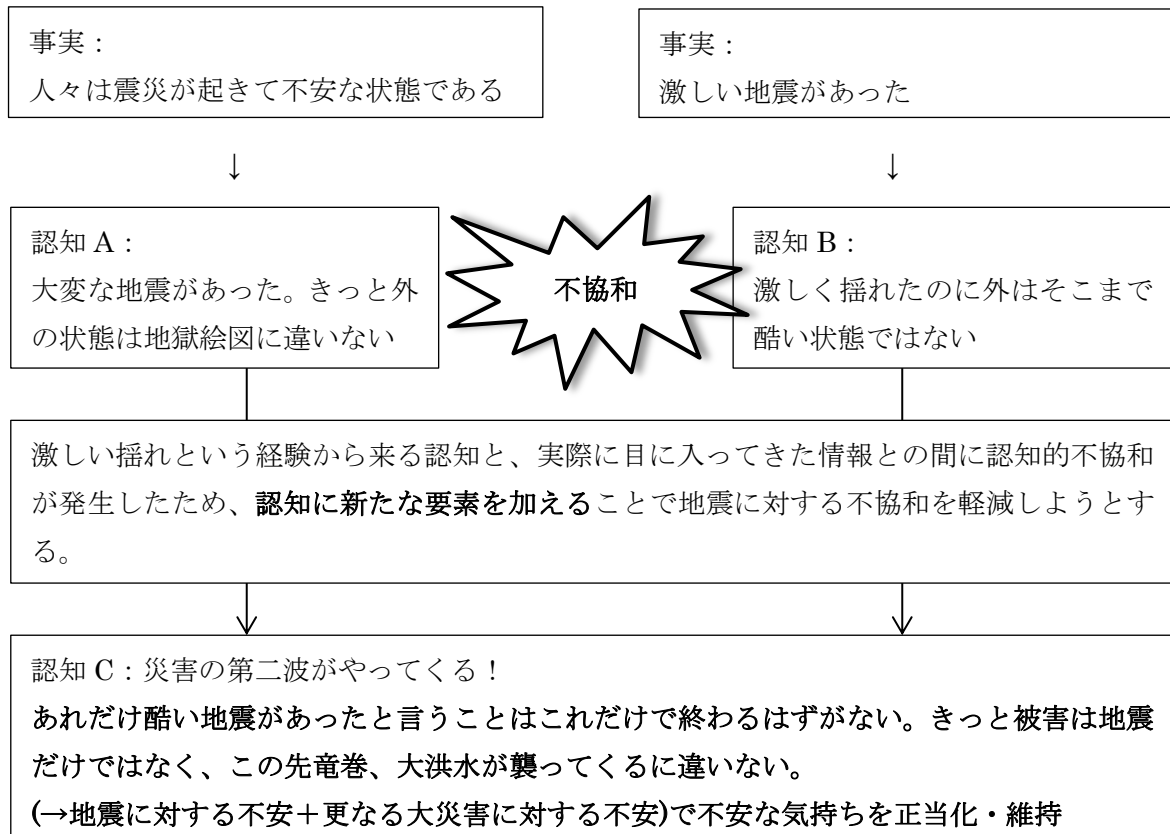 事実：
人々は震災が起きて不安な状態である
事実：
激しい地震があった
↓
↓
認知 A：
大変な地震があった。きっと外
の状態は地獄絵図に違いない
不協和
認知 B：
激しく揺れたのに外はそこまで
酷い状態ではない
激しい揺れという経験から来る認知と、実際に目に入ってきた情報との間に認知的不協和
が発生したため、認知に新たな要素を加えることで地震に対する不協和を軽減しようとす
る。
認知 C：災害の第二波がやってくる！
あれだけ酷い地震があったと言うことはこれだけで終わるはずがない。きっと被害は地震
だけではなく、この先竜巻、大洪水が襲ってくるに違いない。
(→地震に対する不安＋更なる大災害に対する不安)で不安な気持ちを正当化・維持